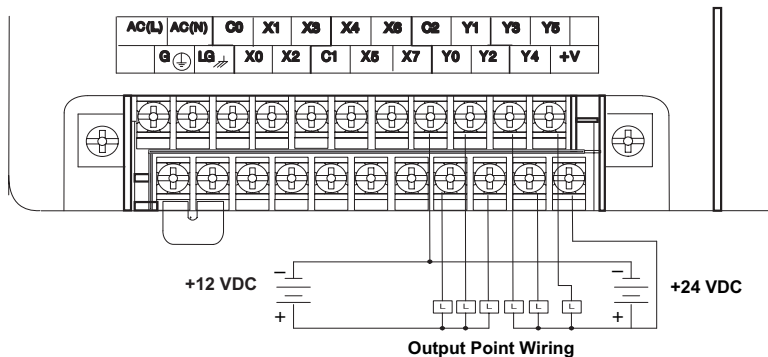 AC(L) AC(N) C0 X1 X3 X4 X6 C2 Y1 Y3 Y5
G LG X0 X2 C1 X5 X7 Y0 Y2 Y4 +V
+12 VDC
−
+
L L L L L L
−
+
+24 VDC
Output Point Wiring